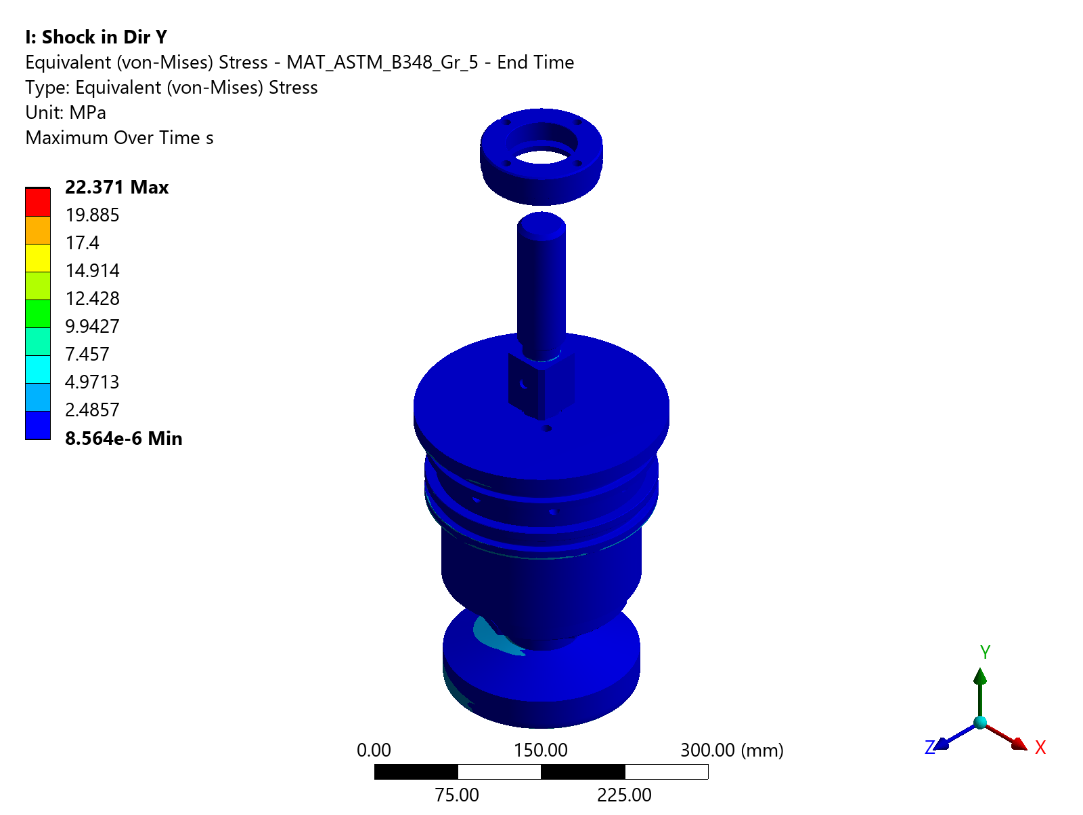 I: Shock in Dir Y
Equivalent (von-Mises) Stress - MAT_ASTM_B348_Gr_5 - End Time
Type: Equivalent (von-Mises) Stress
Unit: MPa
Maximum Over Time s
22.371 Max
19.885
17.4
14.914
12.428
9.9427
7.457
4.9713
2.4857
8.564e-6 Min
Y
Z
X
0.00 150.00 300.00 (mm)
75.00 225.00